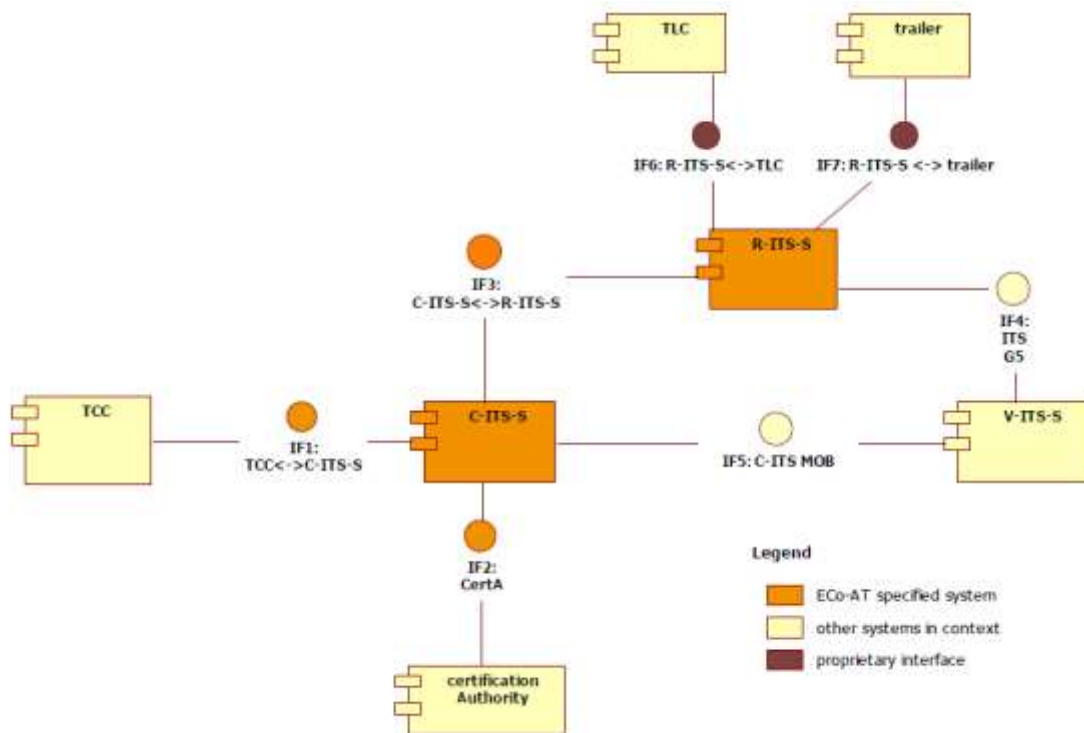 TLC
trailer
IF6: R-ITS-S<->TLC
IF7: R-ITS-S <-> trailer
R-ITS-S
IF3:
C-ITS-S<->R-ITS-S
IF4:
ITS
G5
TCC
C-ITS-S
V-ITS-S
IF1:
TCC<->C-ITS-S
IF5: C-ITS MOB
IF2:
CertA
Legend
ECo-AT specified system
other systems in context
proprietary interface
certification
Authority